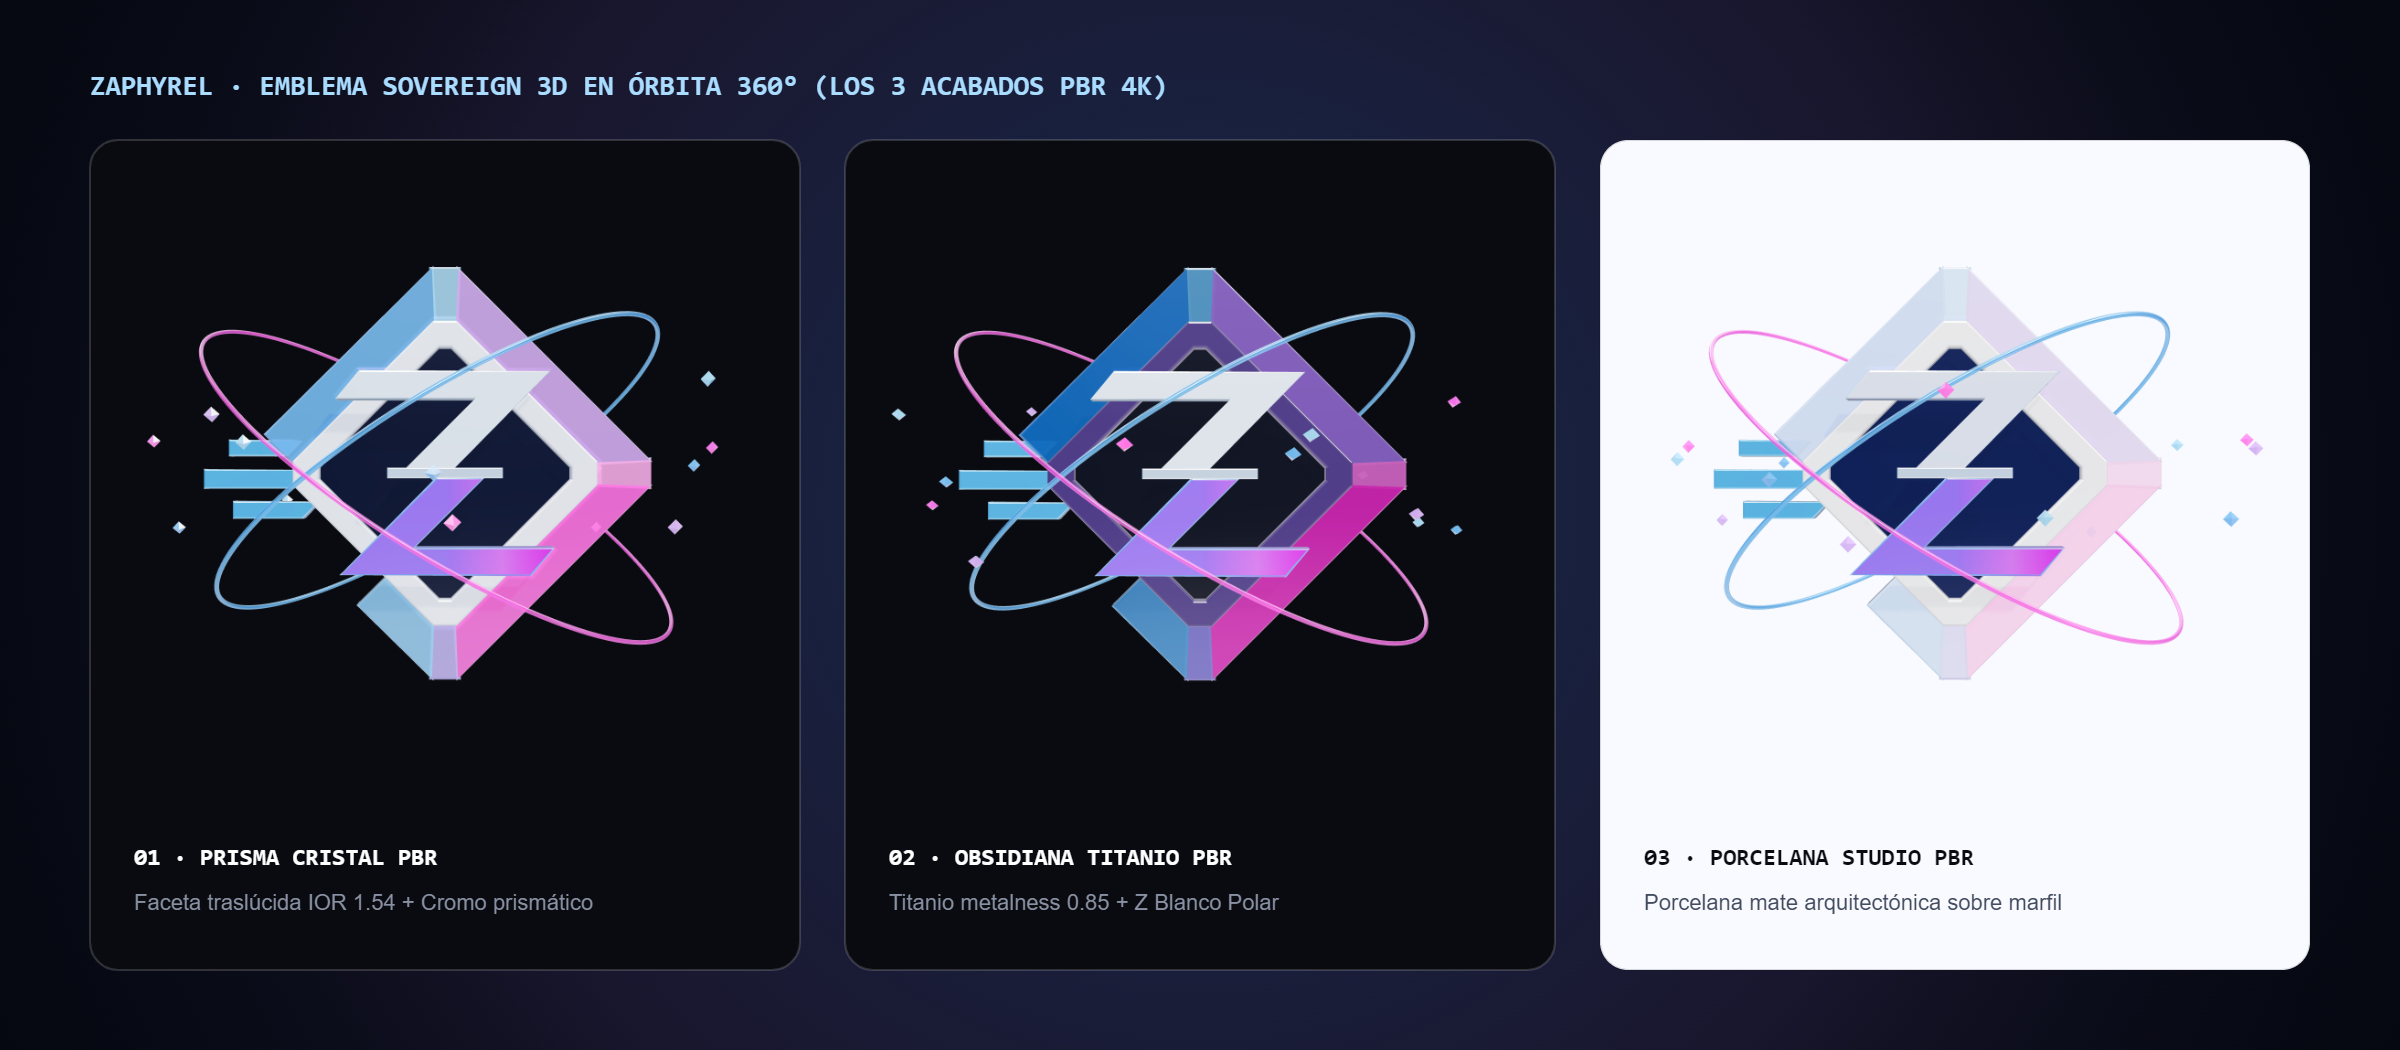 ZAPHYREL · EMBLEMA SOVEREIGN 3D EN ÓRBITA 360º (LOS 3 ACABADOS PBR 4K)
Z
Z
Z
01 · PRISMA CRISTAL PBR
Faceta traslúcida IOR 1.54 + Cromo prismático
02 · OBSIDIANA TITANIO PBR
Titanio metalness 0.85 + Z Blanco Polar
03 · PORCELANA STUDIO PBR
Porcelana mate arquitectónica sobre marfil